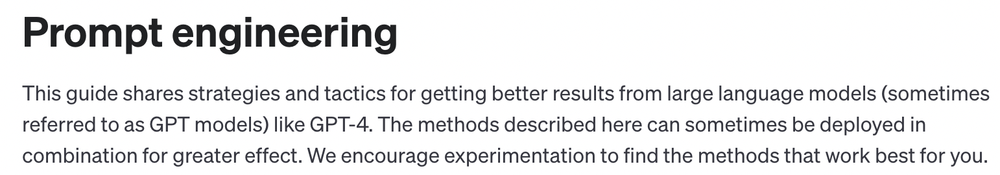 Prompt engineering
This guide shares strategies and tactics for getting better results from large language models (sometimes
referred to as GPT models) like GPT-4. The methods described here can sometimes be deployed in
combination for greater effect. We encourage experimentation to find the methods that work best for you.